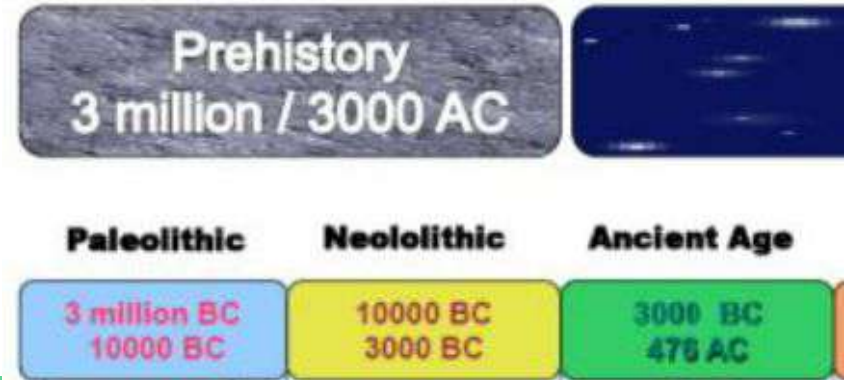 Prehistory
3 million / 3000 AC
Paleolithic
Neololithic
Ancient Age
3 million BC
10000 BC
10000 BC
3000 BC
3000 BC
476 AC